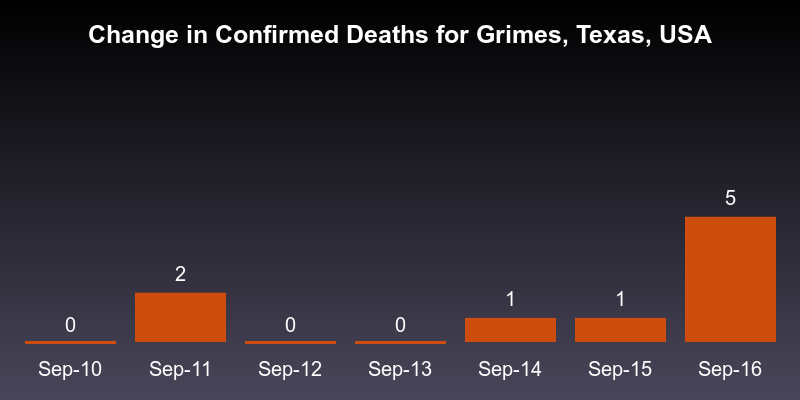 Change in Confirmed Deaths for Grimes, Texas, USA
0 2 0 0 1 1 5
Sep-10 Sep-11 Sep-12 Sep-13 Sep-14 Sep-15 Sep-16